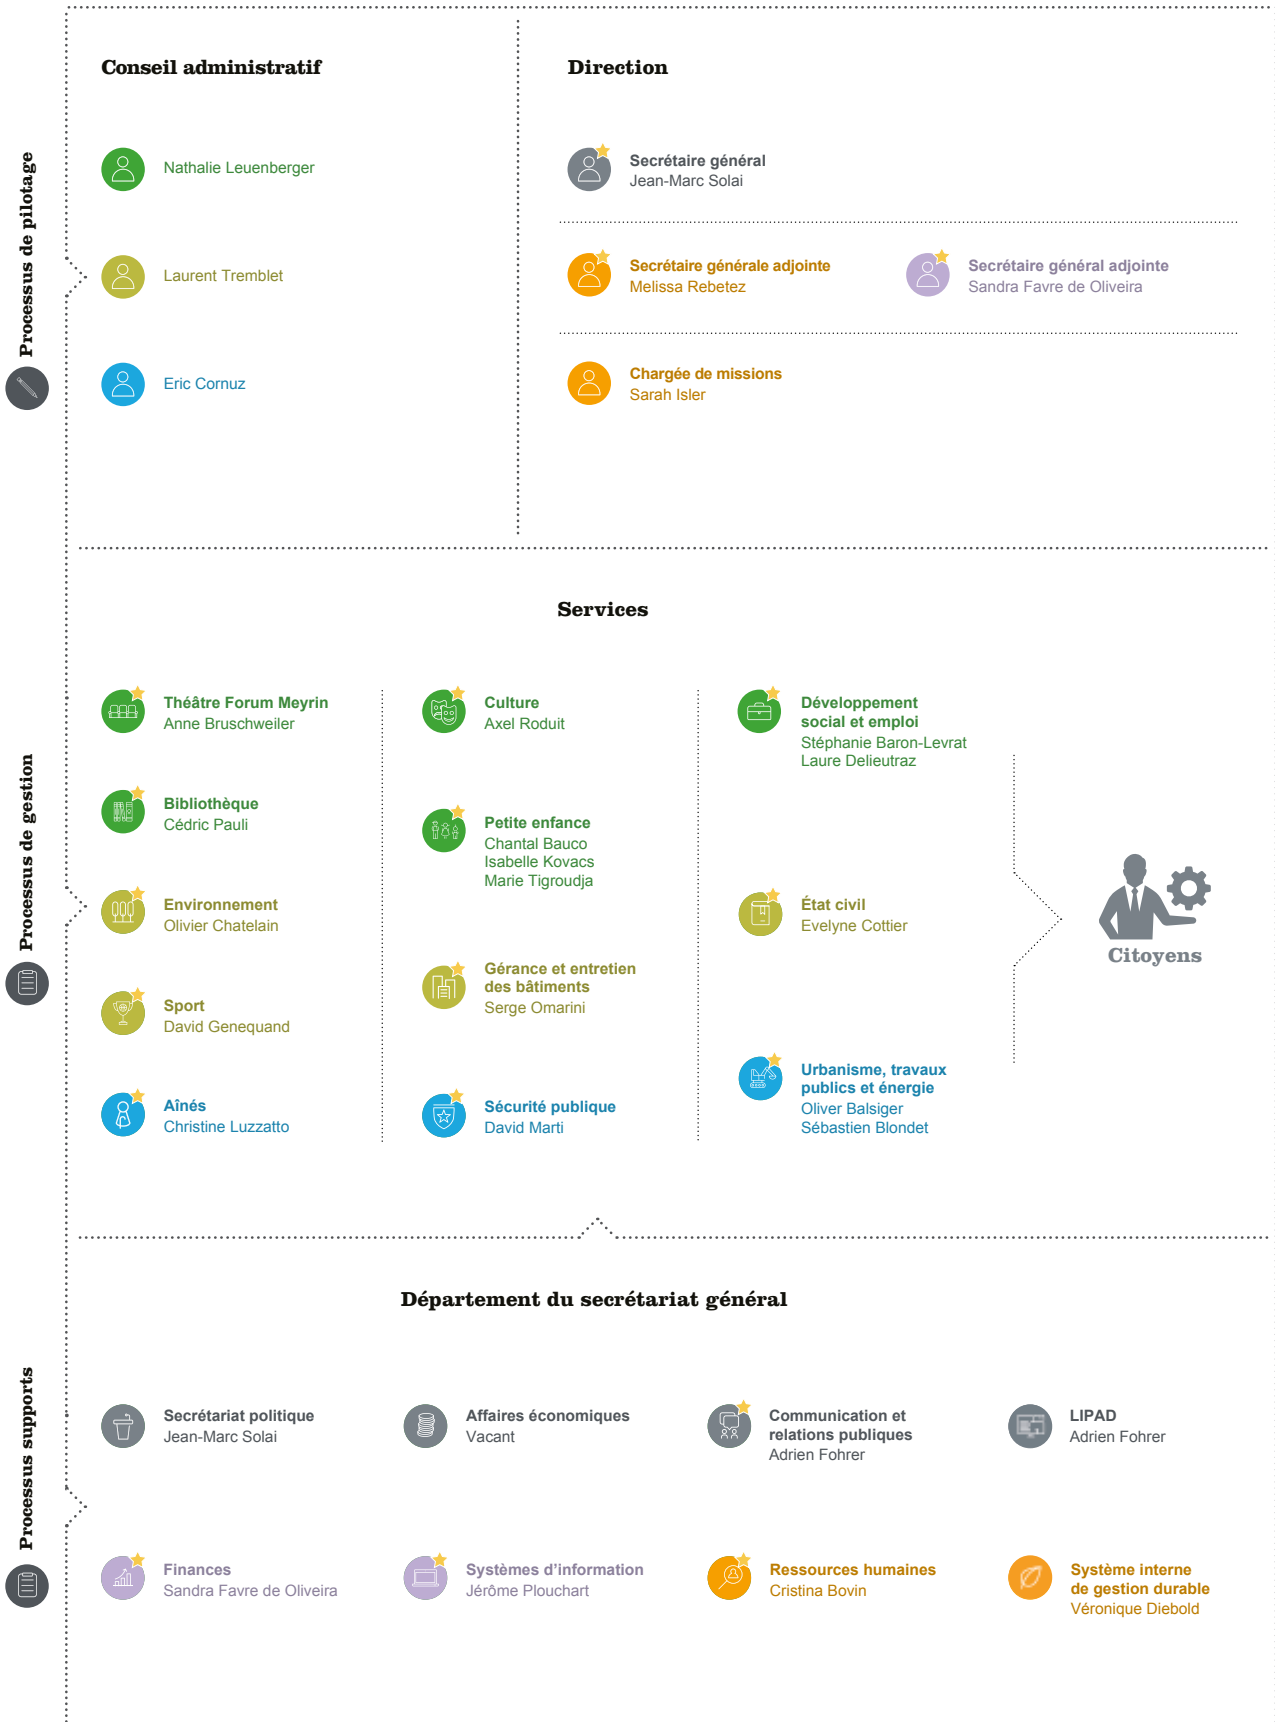 Processus de pilotage
Conseil administratif
Nathalie Leuenberger
Laurent Tremblet
Eric Cornuz
Direction
Secrétaire général
Jean-Marc Solai
Secrétaire générale adjointe
Melissa Rebetez
Secrétaire général adjointe
Sandra Favre de Oliveira
Chargée de missions
Sarah Isler
Processus de gestion
Services
Théâtre Forum Meyrin
Anne Bruschweiler
Bibliothèque
Cédric Pauli
Environnement
Olivier Chatelain
Sport
David Genequand
Aînés
Christine Luzzatto
Culture
Axel Roduit
Petite enfance
Chantal Bauco
Isabelle Kovacs
Marie Tigroudja
Gérance et entretien
des bâtiments
Serge Omarini
Sécurité publique
David Marti
Développement
social et emploi
Stéphanie Baron-Levrat
Laure Delieutraz
État civil
Evelyne Cottier
Urbanisme, travaux
publics et énergie
Oliver Balsiger
Sébastien Blondet
Citoyens
Processus supports
Département du secrétariat général
Secrétariat politique
Jean-Marc Solai
Affaires économiques
Vacant
Communication et
relations publiques
Adrien Fohrer
LIPAD
Adrien Fohrer
Finances
Sandra Favre de Oliveira
Systèmes d'information
Jérôme Plouchart
Ressources humaines
Cristina Bovin
Système interne
de gestion durable
Véronique Diebold